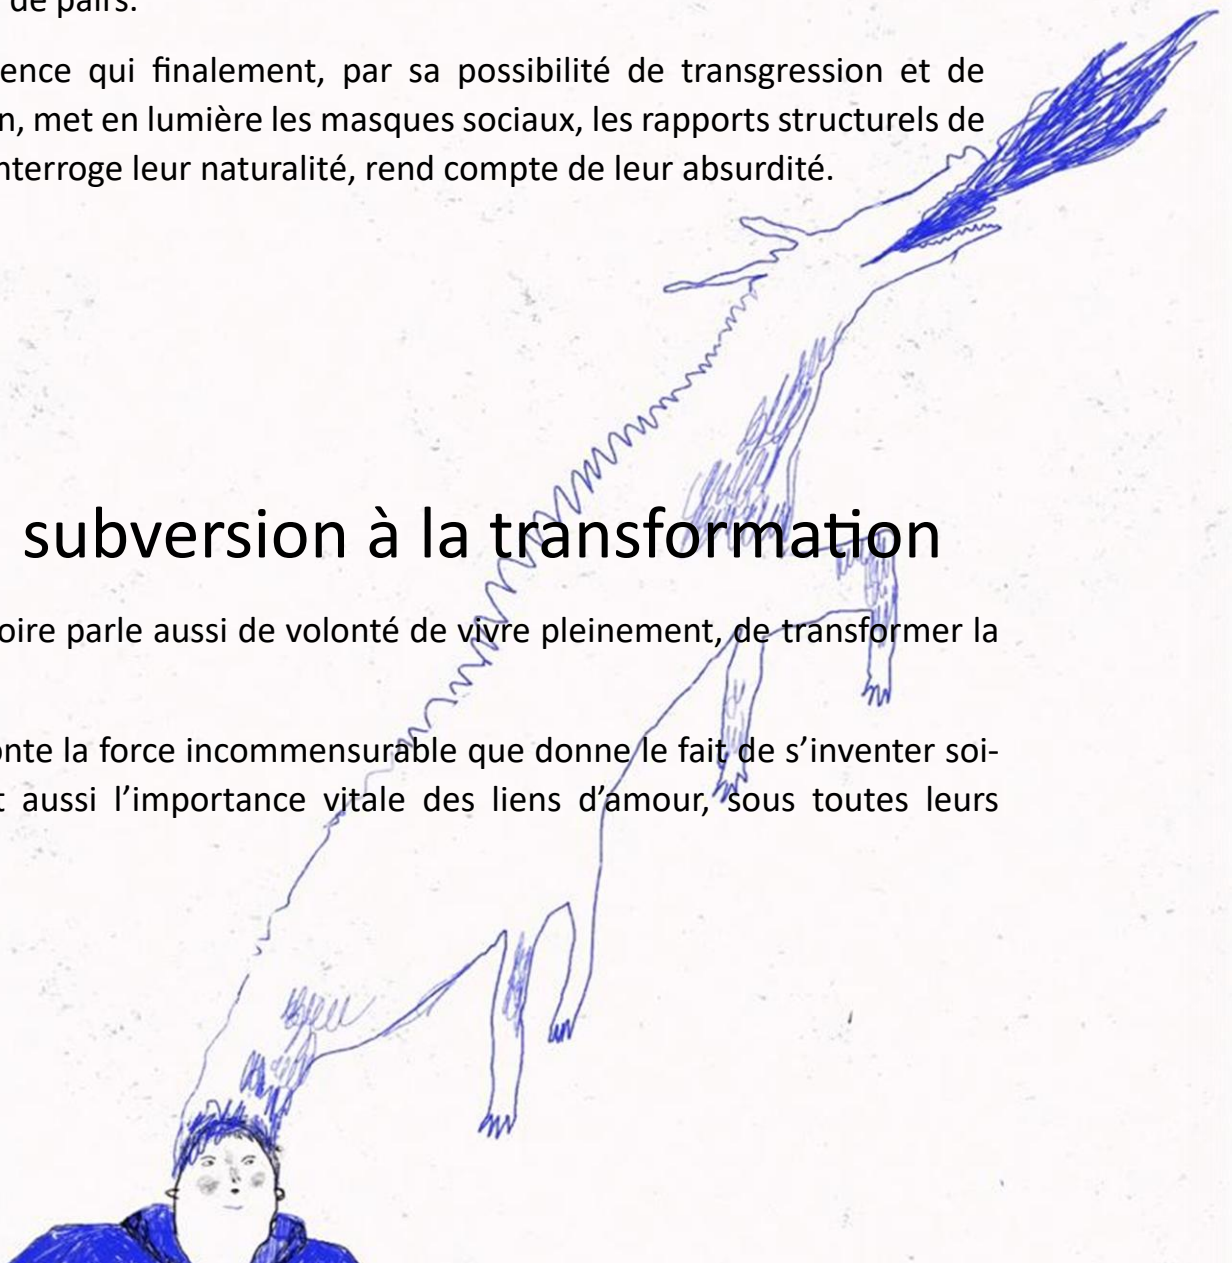 de pairs.
ence qui finalement, par sa possibilité de transgression et de
n, met en lumière les masques sociaux, les rapports structurels de
nterroge leur naturalité, rend compte de leur absurdité.
subversion à la transformation
oire parle aussi de volonté de vivre pleinement, de transformer la
onte la force incommensurable que donne le fait de s’inventer soi-
t aussi l’importance vitale des liens d’amour, sous toutes leurs